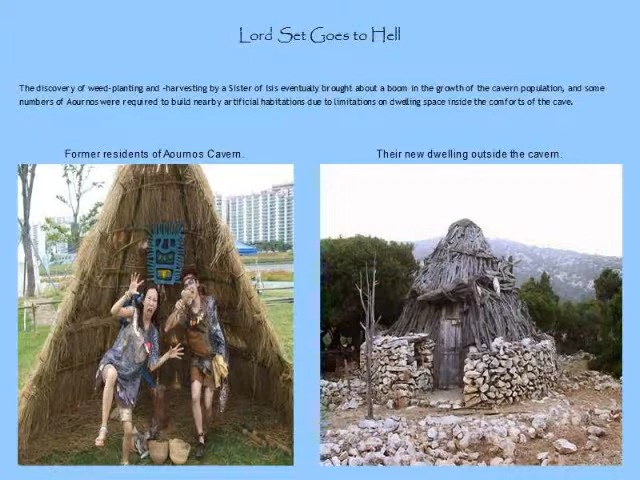 Lord Set Goes to Hell
The discovery of weed-planting and -harvesting by a Sister of Isis eventually brought about a boom in the growth of the cavern population, and some
numbers of Aournos were required to build nearby artificial habitations due to limitations on dwelling space inside the comforts of the cave.
Former residents of Aournos Cavern.
Their new dwelling outside the cavern.